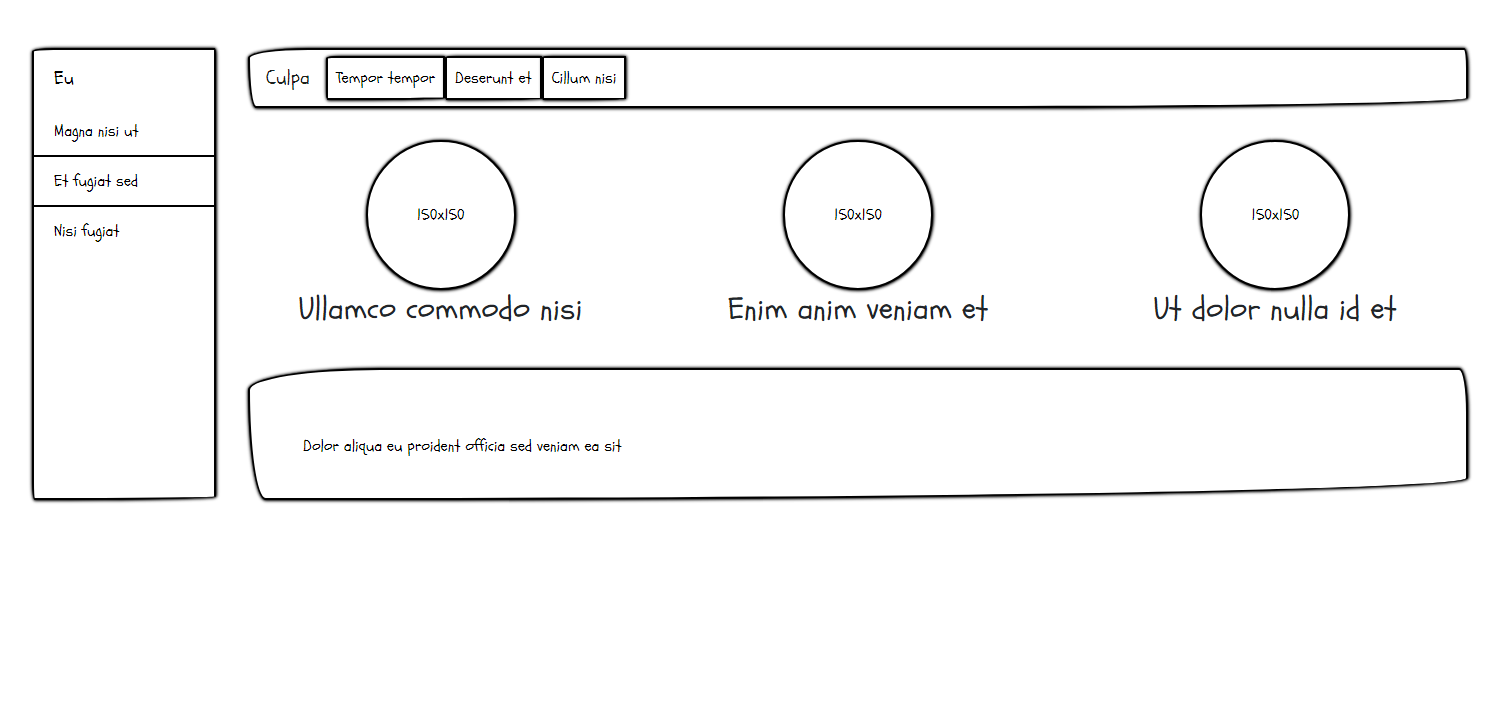 Eu
Magna nisi ut
Et fugiat sed
Nisi fugiat
Culpa
Tempor tempor
Deserunt et
Cillum nisi
150x150
Ullamco commodo nisi
150x150
Enim anim veniam et
150x150
Ut dolor nulla id et
Dolor aliqua eu proident officia sed veniam ea sit